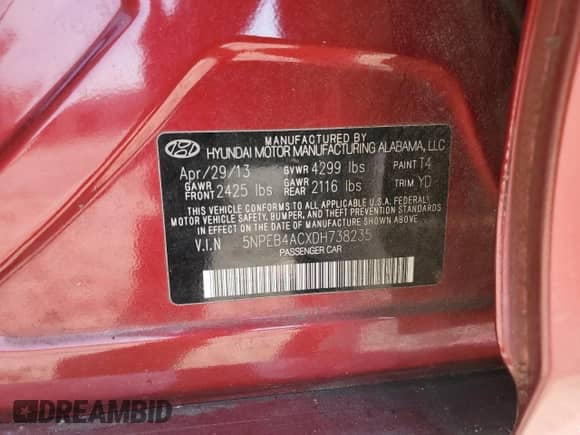 MANUFACTURED BY
HYUNDAI MOTOR MANUFACTURING ALABAMA, LLC
Apr/29/13 GVWR 4299 lbs PAINT T4
GAWR FRONT 2425 lbs GAWR REAR 2116 lbs TRIM YD
THIS VEHICLE CONFORMS TO ALL APPLICABLE U.S.A. FEDERAL
MOTOR VEHICLE SAFETY, BUMPER, AND THEFT PREVENTION STANDARDS
IN EFFECT ON THE DATE OF MANUFACTURE SHOWN ABOVE.
V.I.N 5NPEB4ACXDH738235
PASSENGER CAR
DREAMBID